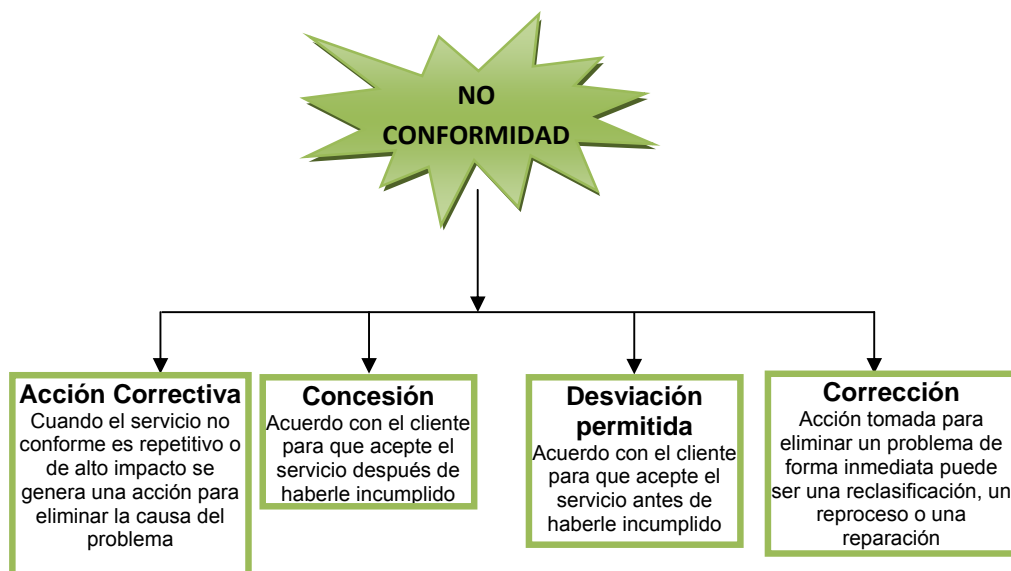 NO
CONFORMIDAD
Acción Correctiva
Cuando el servicio no
conforme es repetitivo o
de alto impacto se
genera una acción para
eliminar la causa del
problema
Concesión
Acuerdo con el cliente
para que acepte el
servicio después de
haberle incumplido
Desviación
permitida
Acuerdo con el cliente
para que acepte el
servicio antes de
haberle incumplido
Corrección
Acción tomada para
eliminar un problema de
forma inmediata puede
ser una reclasificación, un
reproceso o una
reparación